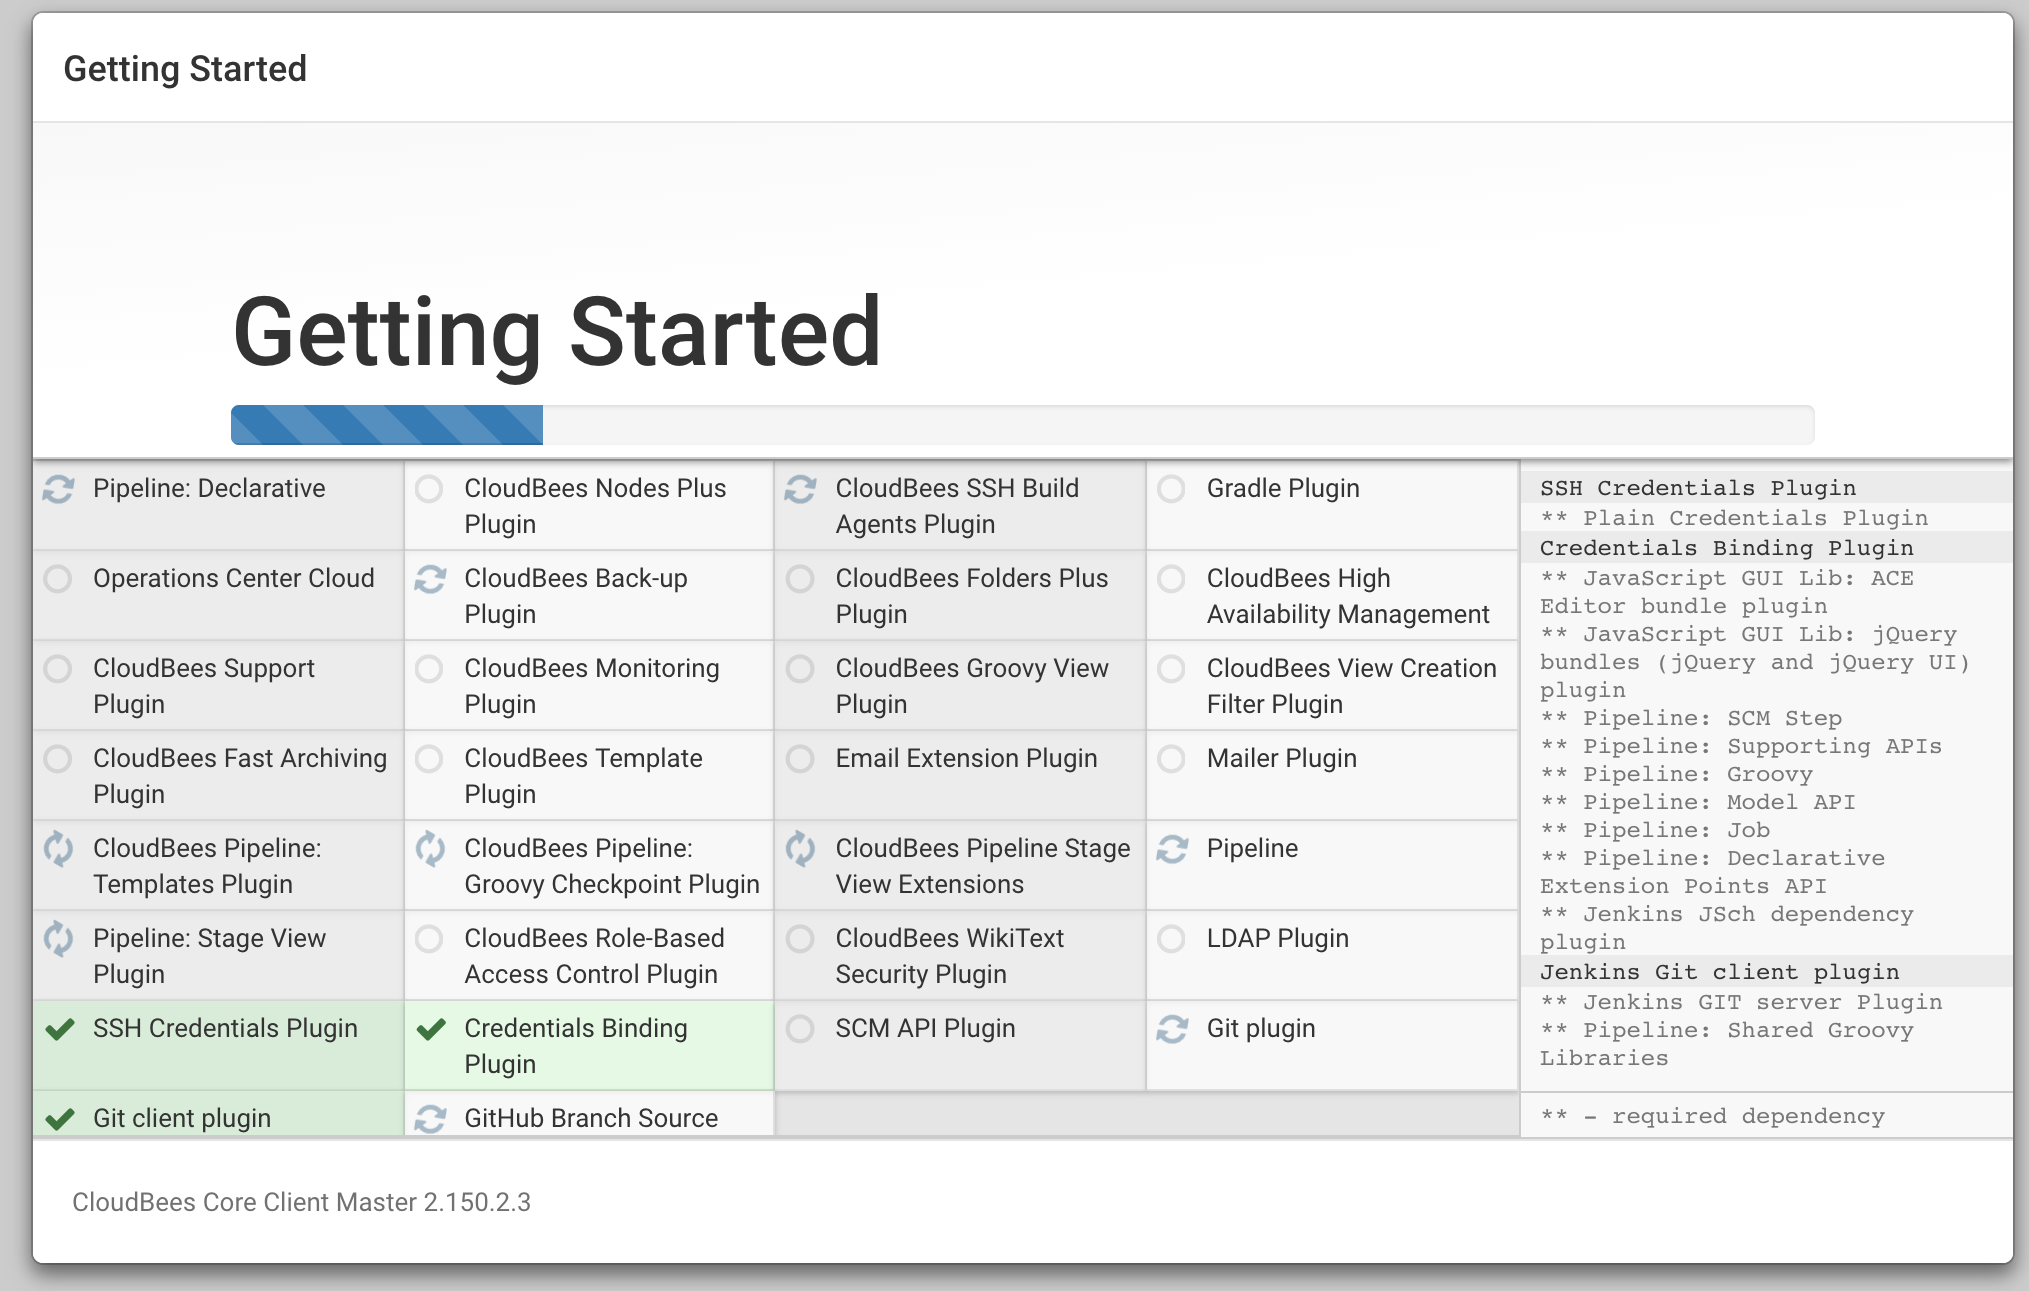 Getting Started
Getting Started
Pipeline: Declarative
CloudBees Nodes Plus
Plugin
CloudBees SSH Build
Agents Plugin
Gradle Plugin
Operations Center Cloud
CloudBees Back-up
Plugin
CloudBees Folders Plus
Plugin
CloudBees High
Availability Management
CloudBees Support
Plugin
CloudBees Monitoring
Plugin
CloudBees Groovy View
Plugin
CloudBees View Creation
Filter Plugin
CloudBees Fast Archiving
Plugin
CloudBees Template
Plugin
Email Extension Plugin
Mailer Plugin
CloudBees Pipeline:
Templates Plugin
CloudBees Pipeline:
Groovy Checkpoint Plugin
CloudBees Pipeline Stage
View Extensions
Pipeline
Pipeline: Stage View
Plugin
CloudBees Role-Based
Access Control Plugin
CloudBees WikiText
Security Plugin
LDAP Plugin
SSH Credentials Plugin
Credentials Binding
Plugin
SCM API Plugin
Git plugin
Git client plugin
GitHub Branch Source
SSH Credentials Plugin
** Plain Credentials Plugin
Credentials Binding Plugin
** JavaScript GUI Lib: ACE
Editor bundle plugin
** JavaScript GUI Lib: jQuery
bundles (jQuery and jQuery UI)
plugin
** Pipeline: SCM Step
** Pipeline: Supporting APIs
** Pipeline: Groovy
** Pipeline: Model API
** Pipeline: Job
** Pipeline: Declarative
Extension Points API
** Jenkins JSch dependency
plugin
Jenkins Git client plugin
** Jenkins GIT server Plugin
** Pipeline: Shared Groovy
Libraries
** - required dependency
CloudBees Core Client Master 2.150.2.3